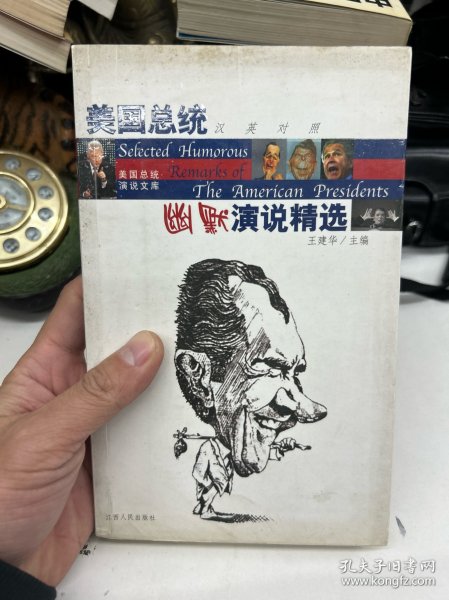 美国总统
汉英对照
Selected Humorous
美国总统
演说文库
Remarks of
The American Presidents
幽默演说精选
王建华/主编
江西人民出版社
孔夫子旧书网
www.kongfz.com